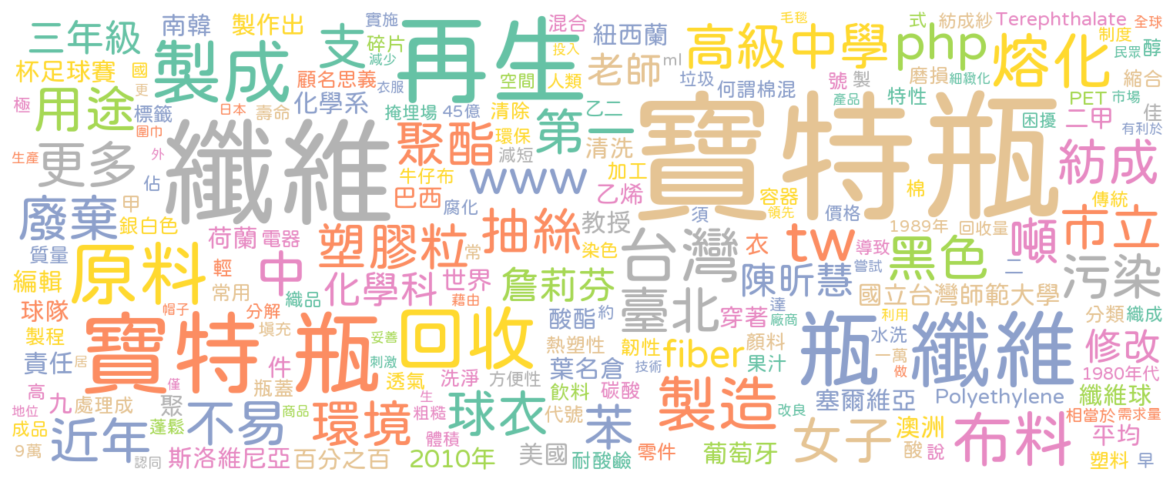 南韓 製作出 實施 混合 紐西蘭 高級中學 毛毯 式 紡成紗 Terephthalate 全球
三年級 製成 支 碎片 減少 再生 老師 ml php 熔化 制度 民眾 醇
杯足球賽 國 更 顧名思義 衣服 空間 投入 人類 垃圾 何謂棉混 號 製 磨損 細緻化 縮合
極 用途 標籤 日本 壽命 化學系 掩埋場 45億 清除 乙二 第一 產品 特性 PET 市場 佳
圍巾 聚酯 環保 減短 清洗 寶特瓶 困擾 二甲 有利於
生產 外 更多 纖維 牛仔布 www 加工 乙烯 容器 領先 棉 紡成 傳統
廢棄 甲 佔 銀白色 巴西 腐化 教授 須 價格 1989年 回收量 市立
質量 荷蘭 電器 塑膠粒 常 抽絲 染色 台灣 衣 tw 導致 黑色 二 噸
編輯 原料 輕 中 化學科 世界 詹莉芬 陳昕慧 嘗試 污染
球隊 常用 織品 藉由 臺北 穿著 達 國立台灣師範大學
製程 帽子 分解 回收 酸酯 約 廠商 利用 分類 織成
責任 居 寶特瓶 填充 妥善 熱塑性 韌性 fiber 顏料 瓶 水洗 一萬 纖維 修改
件 刺激 葉名倉 技術 果汁 做 1980年代
高 九 瓶蓋 透氣 洗淨 方便性 飲料 碳酸 製造 塞爾維亞 Polyethylene 纖維球
地位 處理成 聚 僅 生 粗糙 球衣 代號 改良 相當於 需求量
成品 蓬鬆 不易 商品 環境 苯 女子 澳洲 布料 平均
9萬 近年 認同 體積 美國 零件 葡萄牙 酸 說
斯洛維尼亞 百分之百 2010年 耐酸鹼 塑料 早